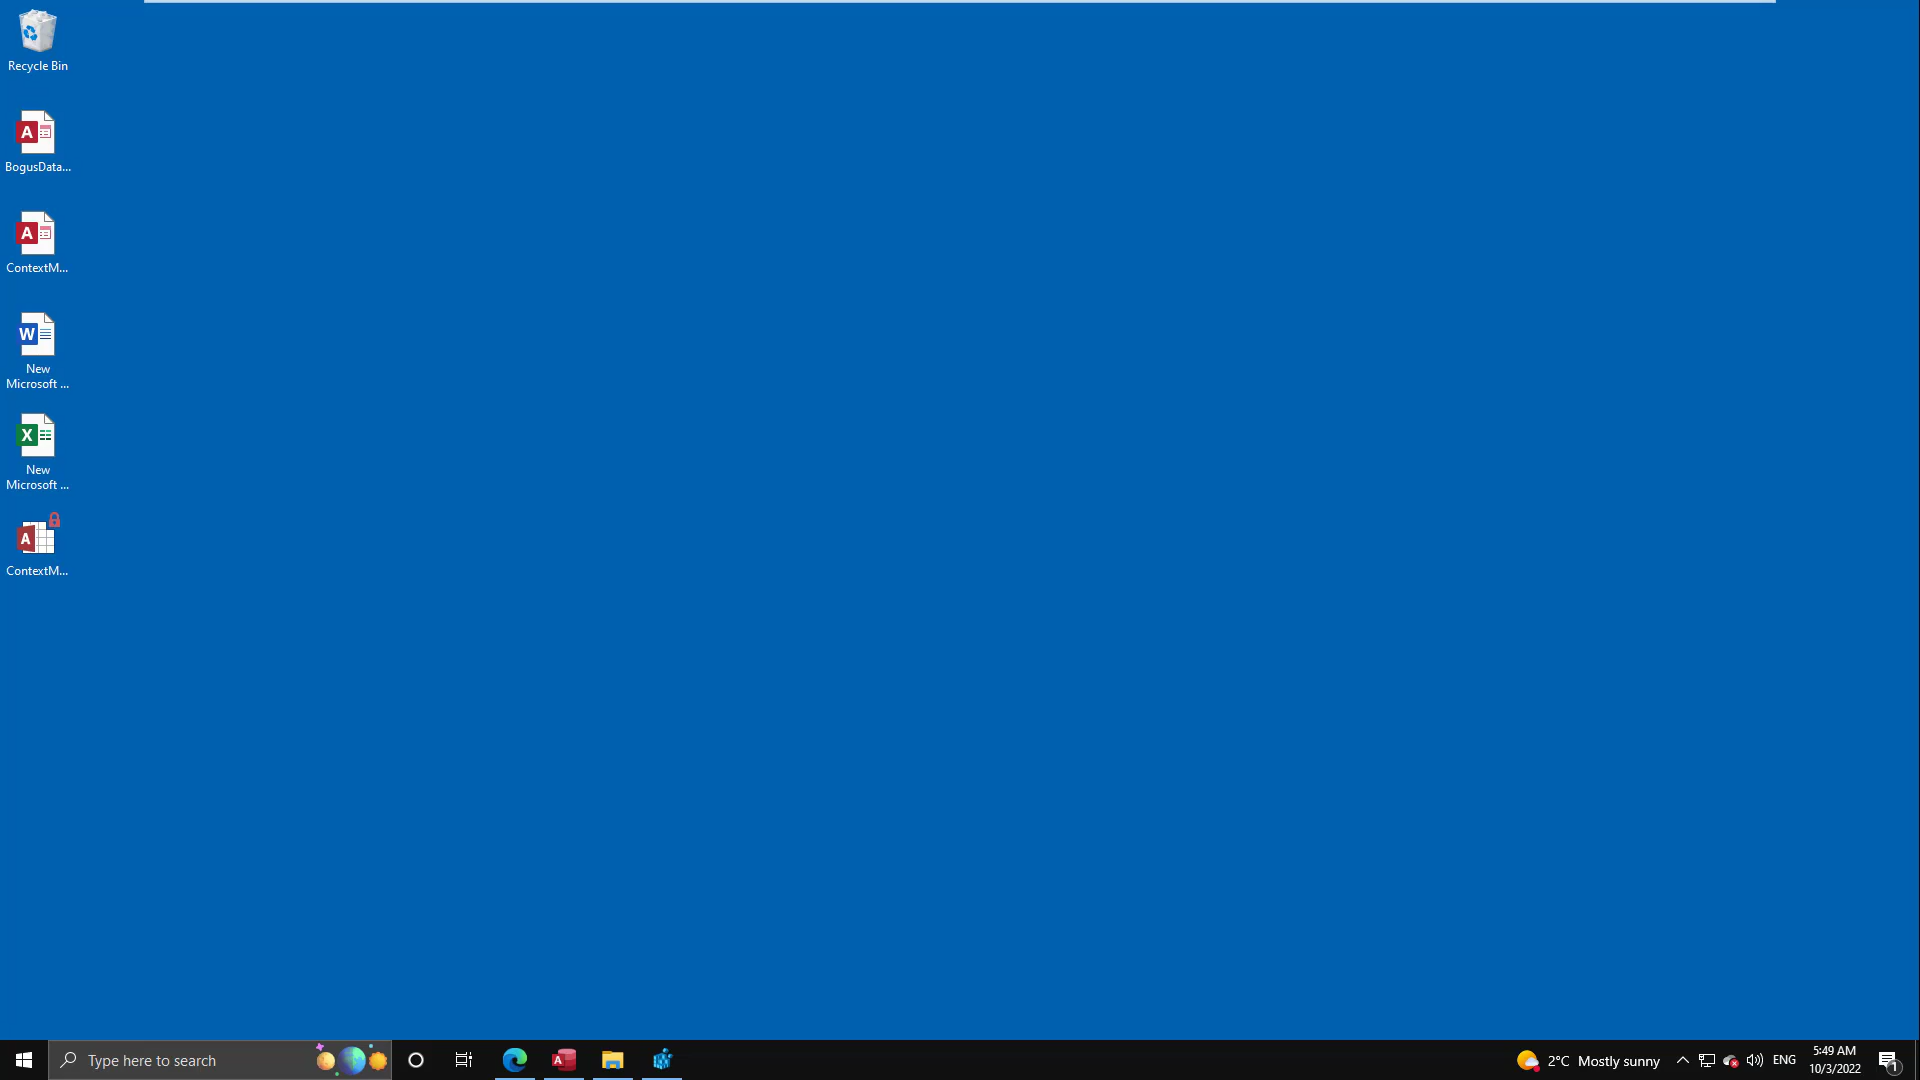 Recycle Bin
BogusData...
ContextM...
New
Microsoft ...
New
Microsoft ...
ContextM...
Type here to search
2°C Mostly sunny
ENG
5:49 AM
10/3/2022
1